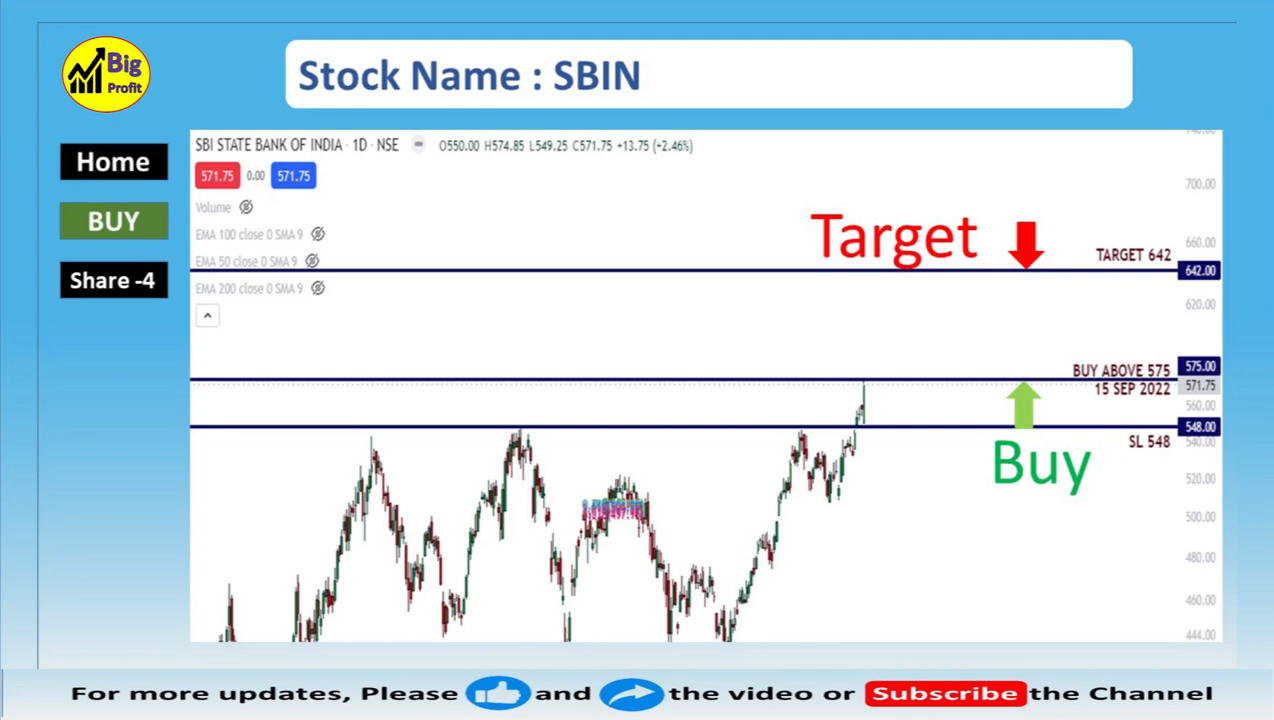 Big
Profit
Stock Name : SBIN
Home
BUY
Share -4
SBI STATE BANK OF INDIA · 1D · NSE O550.00 H574.85 L549.25 C571.75 +13.75 (+2.46%)
571.75 0.00 571.75
Volume
EMA 100 close 0 SMA 9
EMA 50 close 0 SMA 9
EMA 200 close 0 SMA 9
Target
TARGET 642
BUY ABOVE 575
15 SEP 2022
SL 548
Buy
700.00
660.00
642.00
620.00
575.00
571.75
560.00
548.00
540.00
520.00
500.00
480.00
460.00
444.00
For more updates, Please and the video or Subscribe the Channel